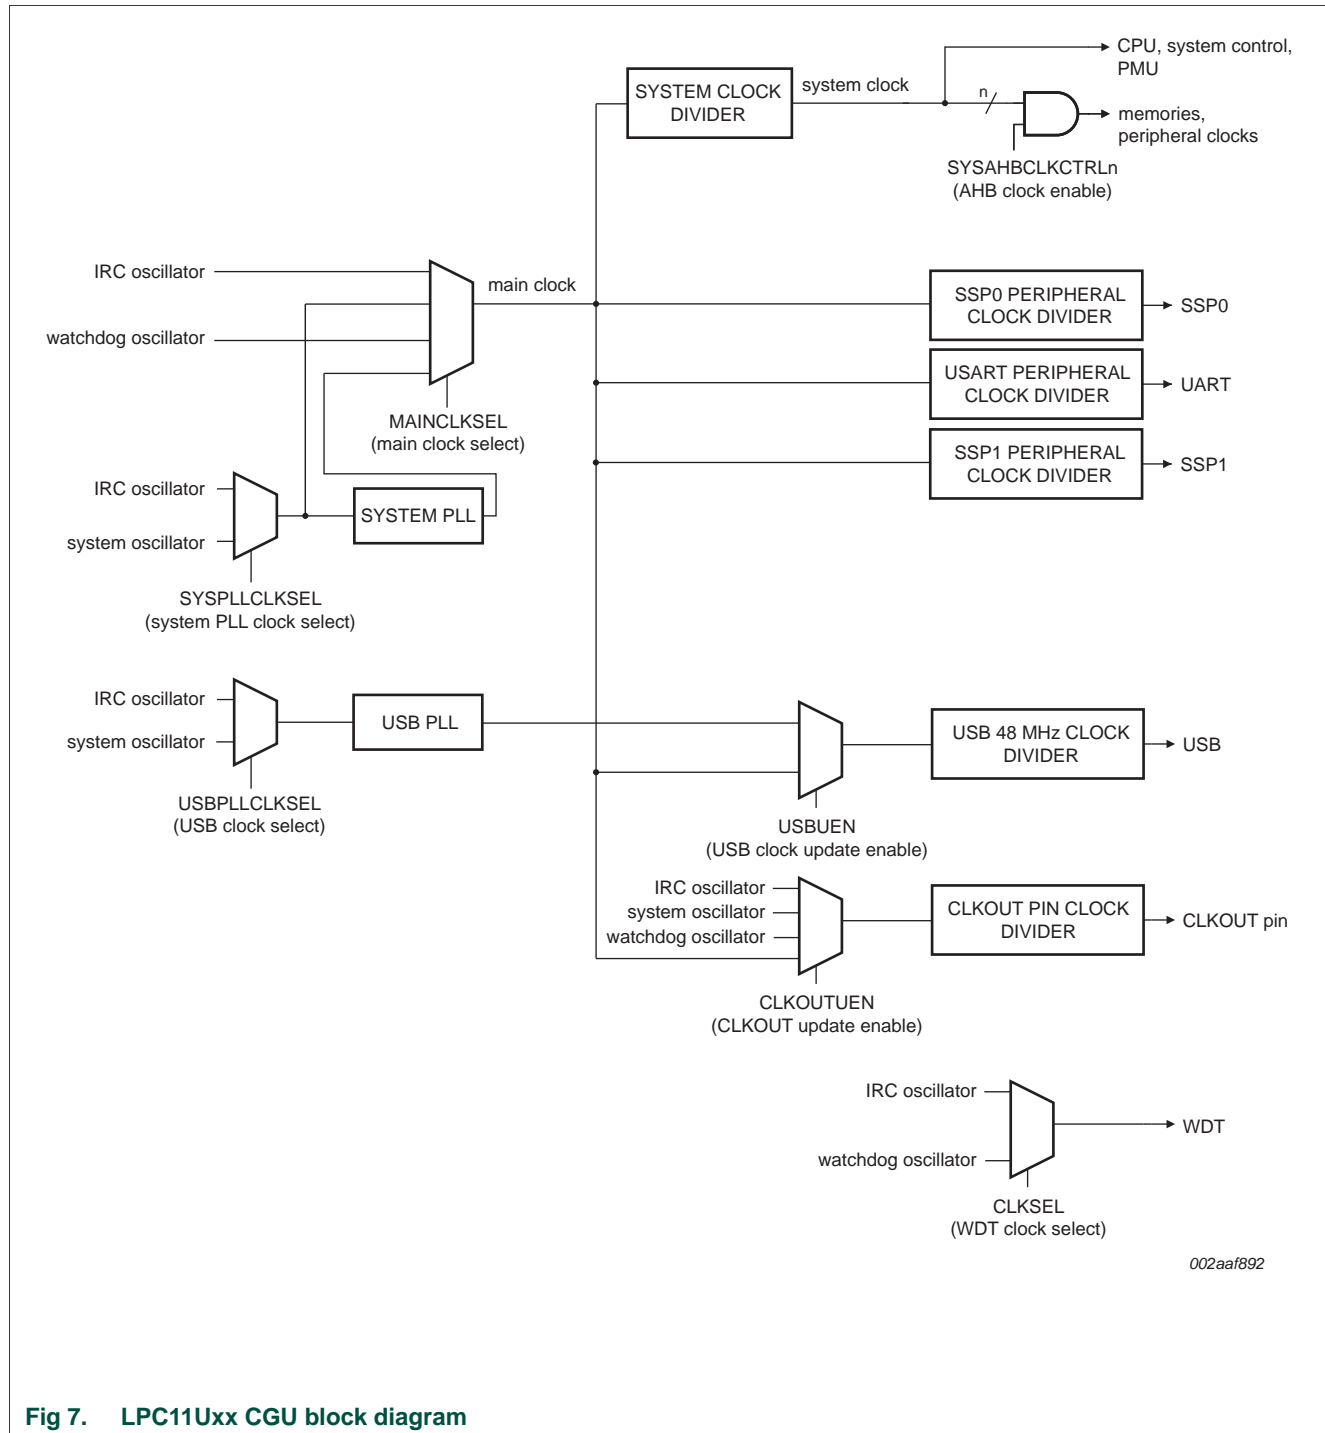 CPU, system control,
PMU
SYSTEM CLOCK
DIVIDER
system clock
n
memories,
peripheral clocks
SYSAHBCLKCTRLn
(AHB clock enable)
IRC oscillator
main clock
watchdog oscillator
MAINCLKSEL
(main clock select)
SSP0 PERIPHERAL
CLOCK DIVIDER
SSP0
USART PERIPHERAL
CLOCK DIVIDER
UART
SSP1 PERIPHERAL
CLOCK DIVIDER
SSP1
IRC oscillator
system oscillator
SYSTEM PLL
SYSPLLCLKSEL
(system PLL clock select)
IRC oscillator
system oscillator
USB PLL
USBPLLCLKSEL
(USB clock select)
USB 48 MHz CLOCK
DIVIDER
USB
USBUEN
(USB clock update enable)
IRC oscillator
system oscillator
watchdog oscillator
CLKOUT PIN CLOCK
DIVIDER
CLKOUT pin
CLKOUTUEN
(CLKOUT update enable)
IRC oscillator
watchdog oscillator
WDT
CLKSEL
(WDT clock select)
002aaf892
Fig 7. LPC11Uxx CGU block diagram